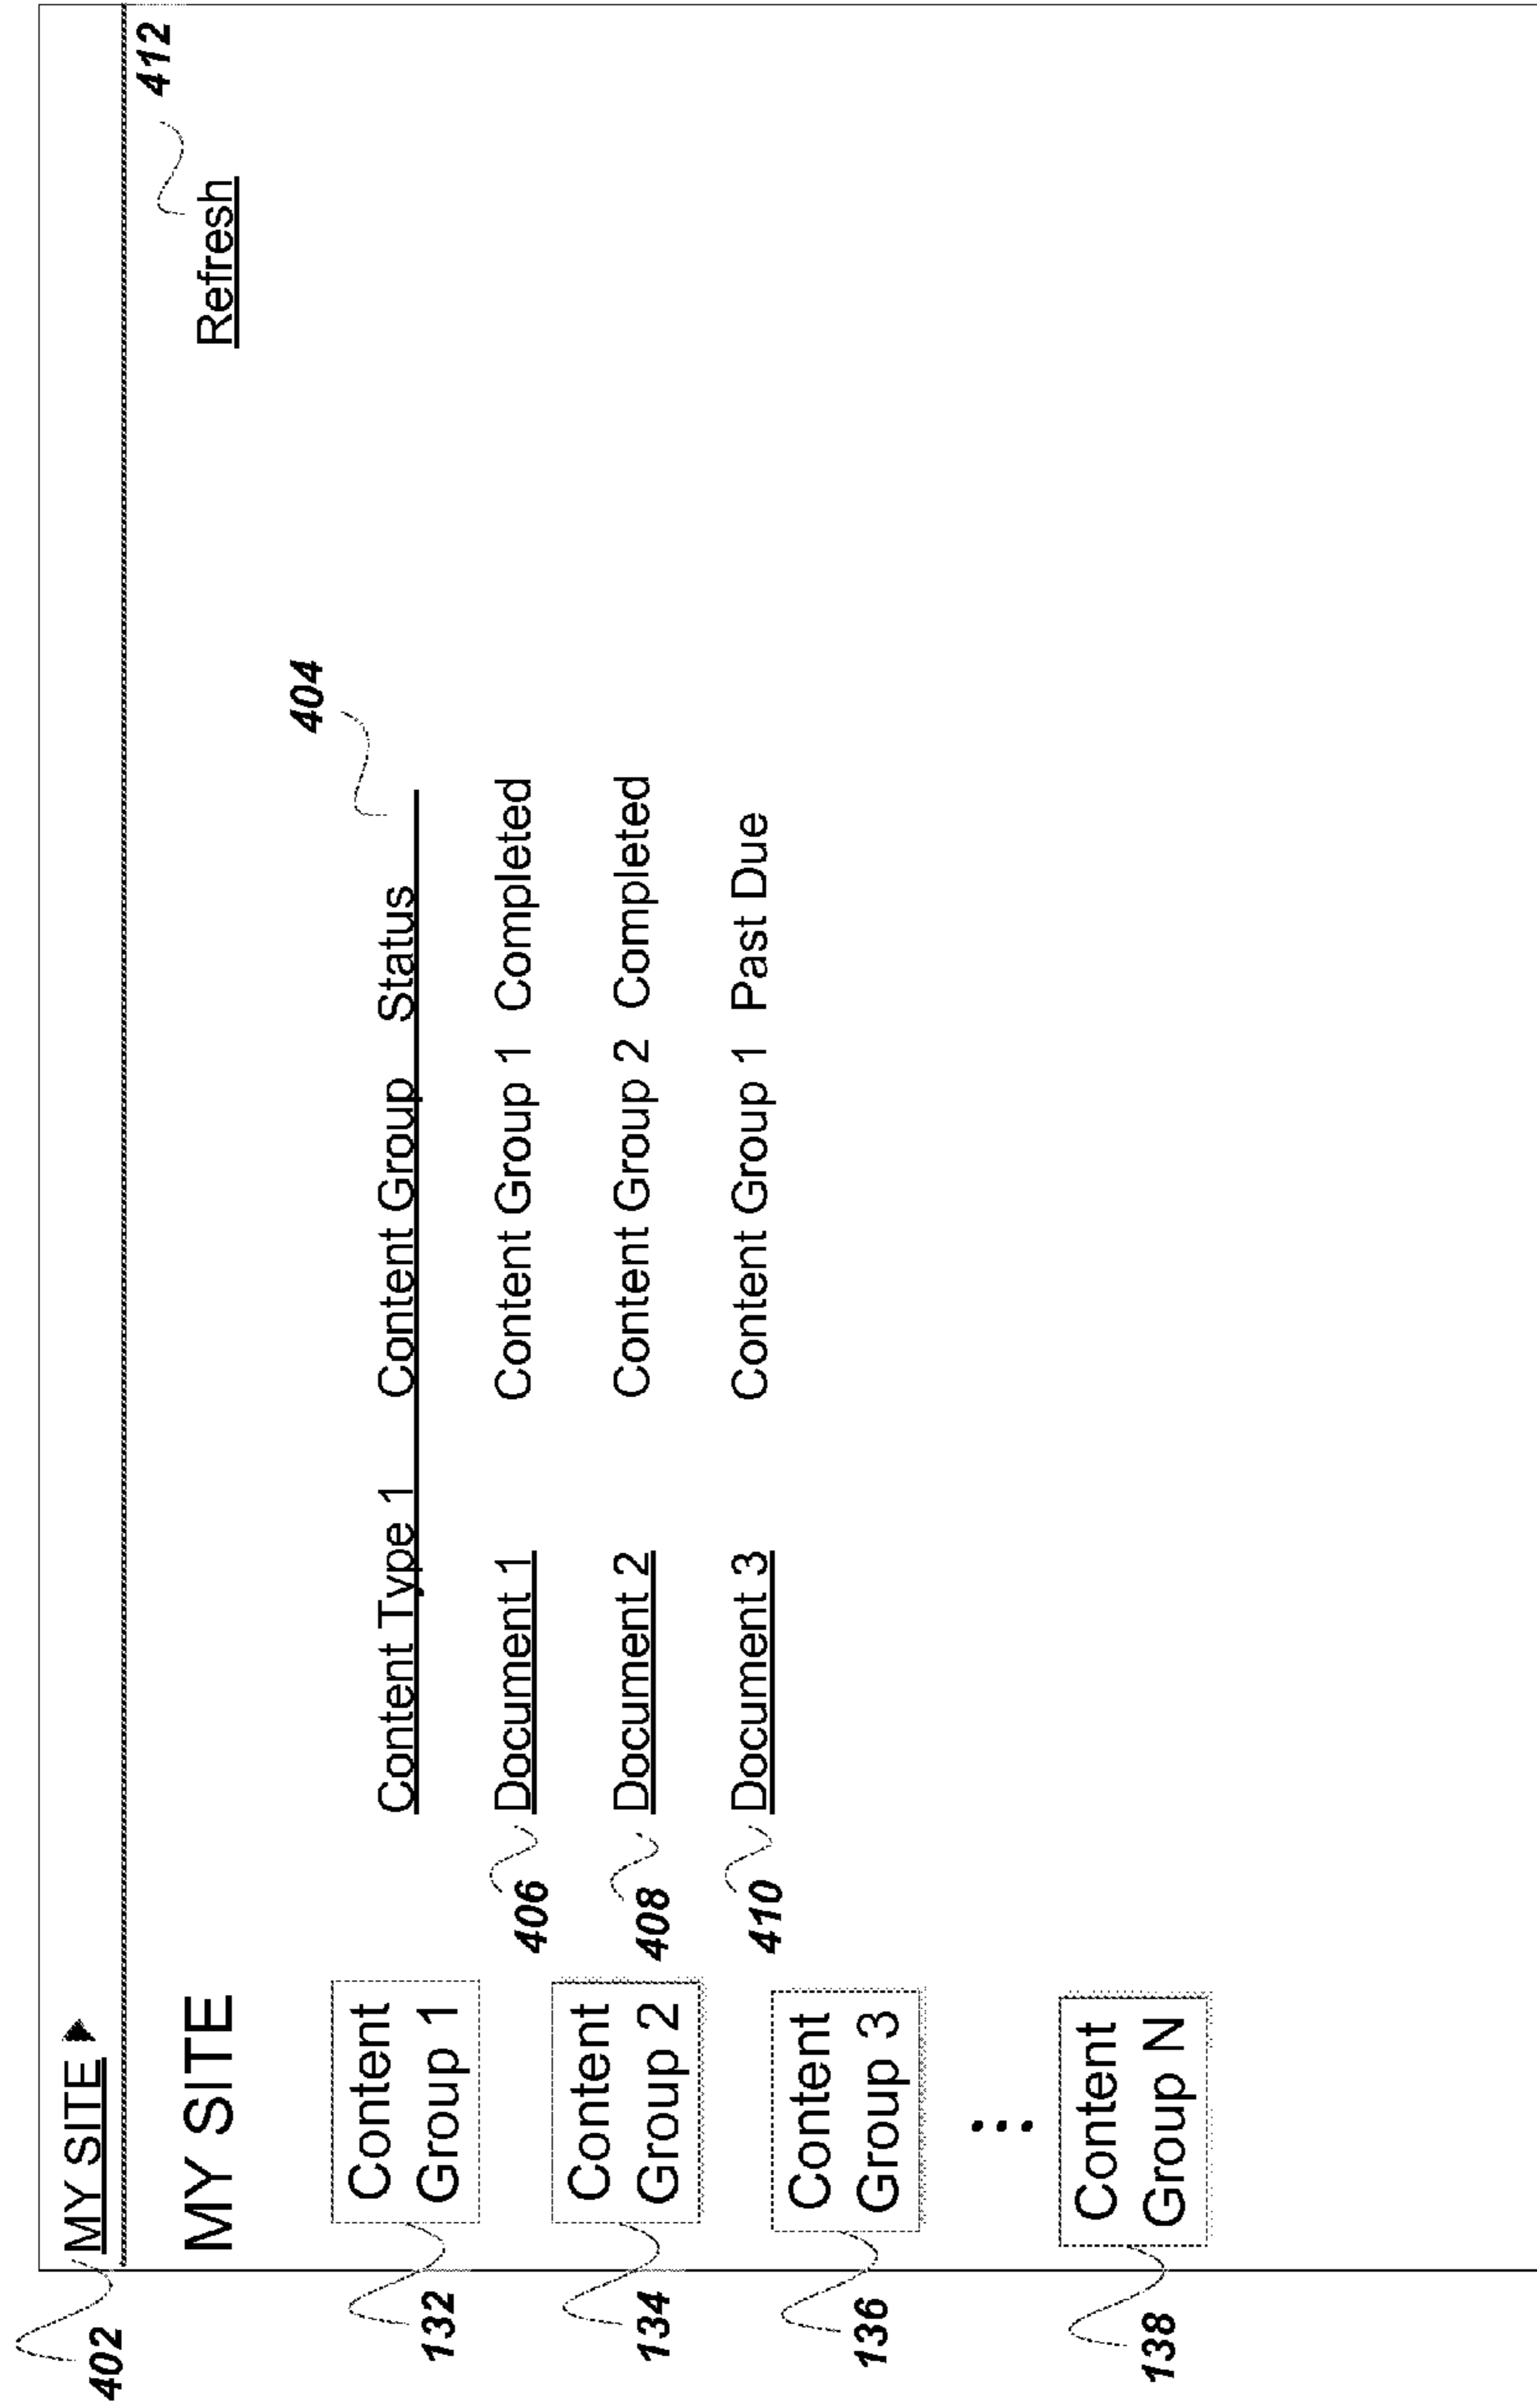 402
MY SITE
412
MY SITE
Refresh
404
Content Type 1 Content Group Status
132
Content
Group 1
406
Document 1 Content Group 1 Completed
134
Content
Group 2
408
Document 2 Content Group 2 Completed
410
Document 3 Content Group 1 Past Due
136
Content
Group 3
138
Content
Group N